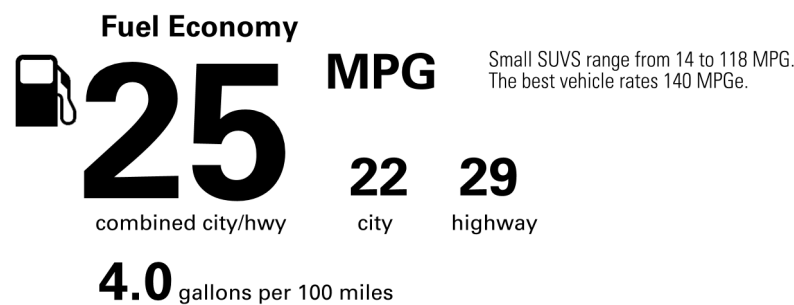 Fuel Economy
25
MPG
Small SUVS range from 14 to 118 MPG.
The best vehicle rates 140 MPGe.
22 29
combined city/hwy city highway
4.0 gallons per 100 miles